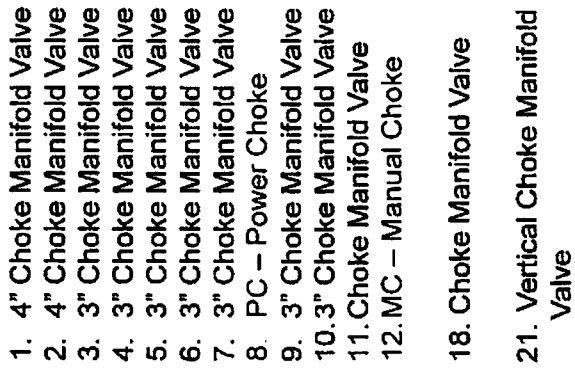 1. 4" Choke Manifold Valve
2. 4" Choke Manifold Valve
3. 3" Choke Manifold Valve
4. 3" Choke Manifold Valve
5. 3" Choke Manifold Valve
6. 3" Choke Manifold Valve
7. 3" Choke Manifold Valve
8. PC – Power Choke
9. 3" Choke Manifold Valve
10. 3" Choke Manifold Valve
11. Choke Manifold Valve
12. MC – Manual Choke
18. Choke Manifold Valve
21. Vertical Choke Manifold
Valve